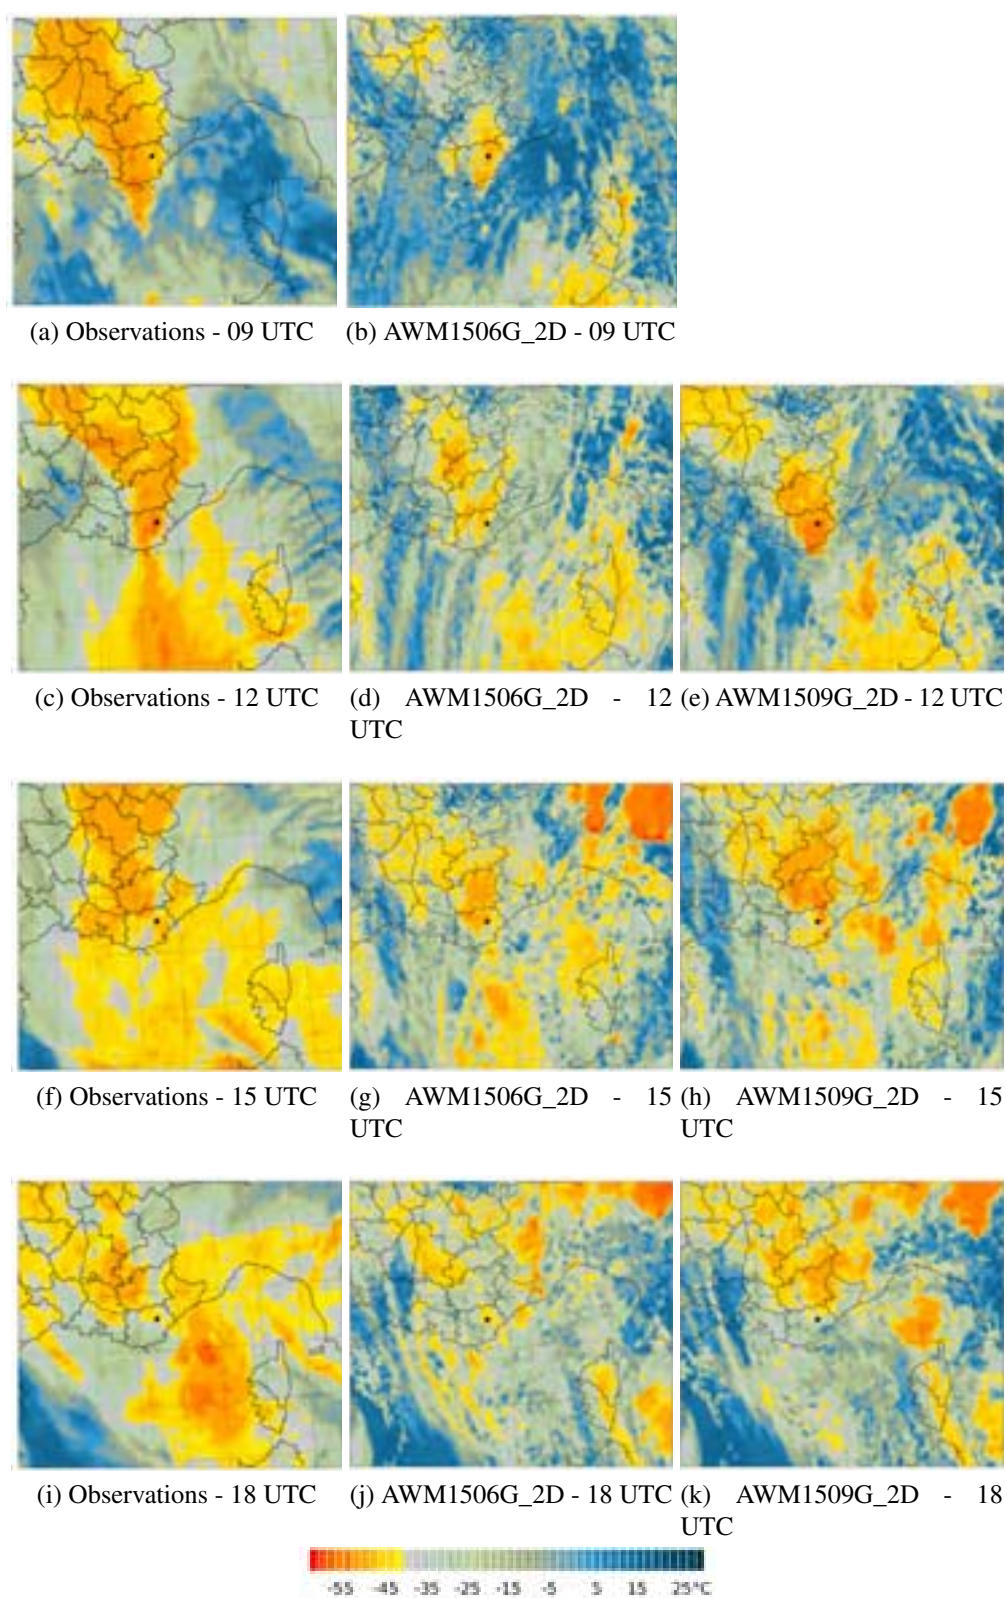 (a) Observations - 09 UTC (b) AWM1506G_2D - 09 UTC
(c) Observations - 12 UTC (d) AWM1506G_2D - 12 (e) AWM1509G_2D - 12 UTC
UTC
(f) Observations - 15 UTC (g) AWM1506G_2D - 15 (h) AWM1509G_2D - 15
UTC UTC
(i) Observations - 18 UTC (j) AWM1506G_2D - 18 UTC (k) AWM1509G_2D - 18
UTC
-55 -45 -35 -25 -15 -5 5 15 25°C